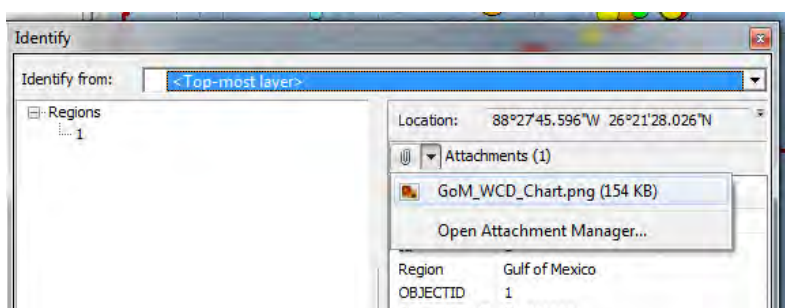 Identify
Identify from: <Top-most layer>
Regions
1
Location: 88°27'45.596"W 26°21'28.026"N
Attachments (1)
GoM_WCD_Chart.png (154 KB)
Open Attachment Manager...
Region Gulf of Mexico
OBJECTID 1